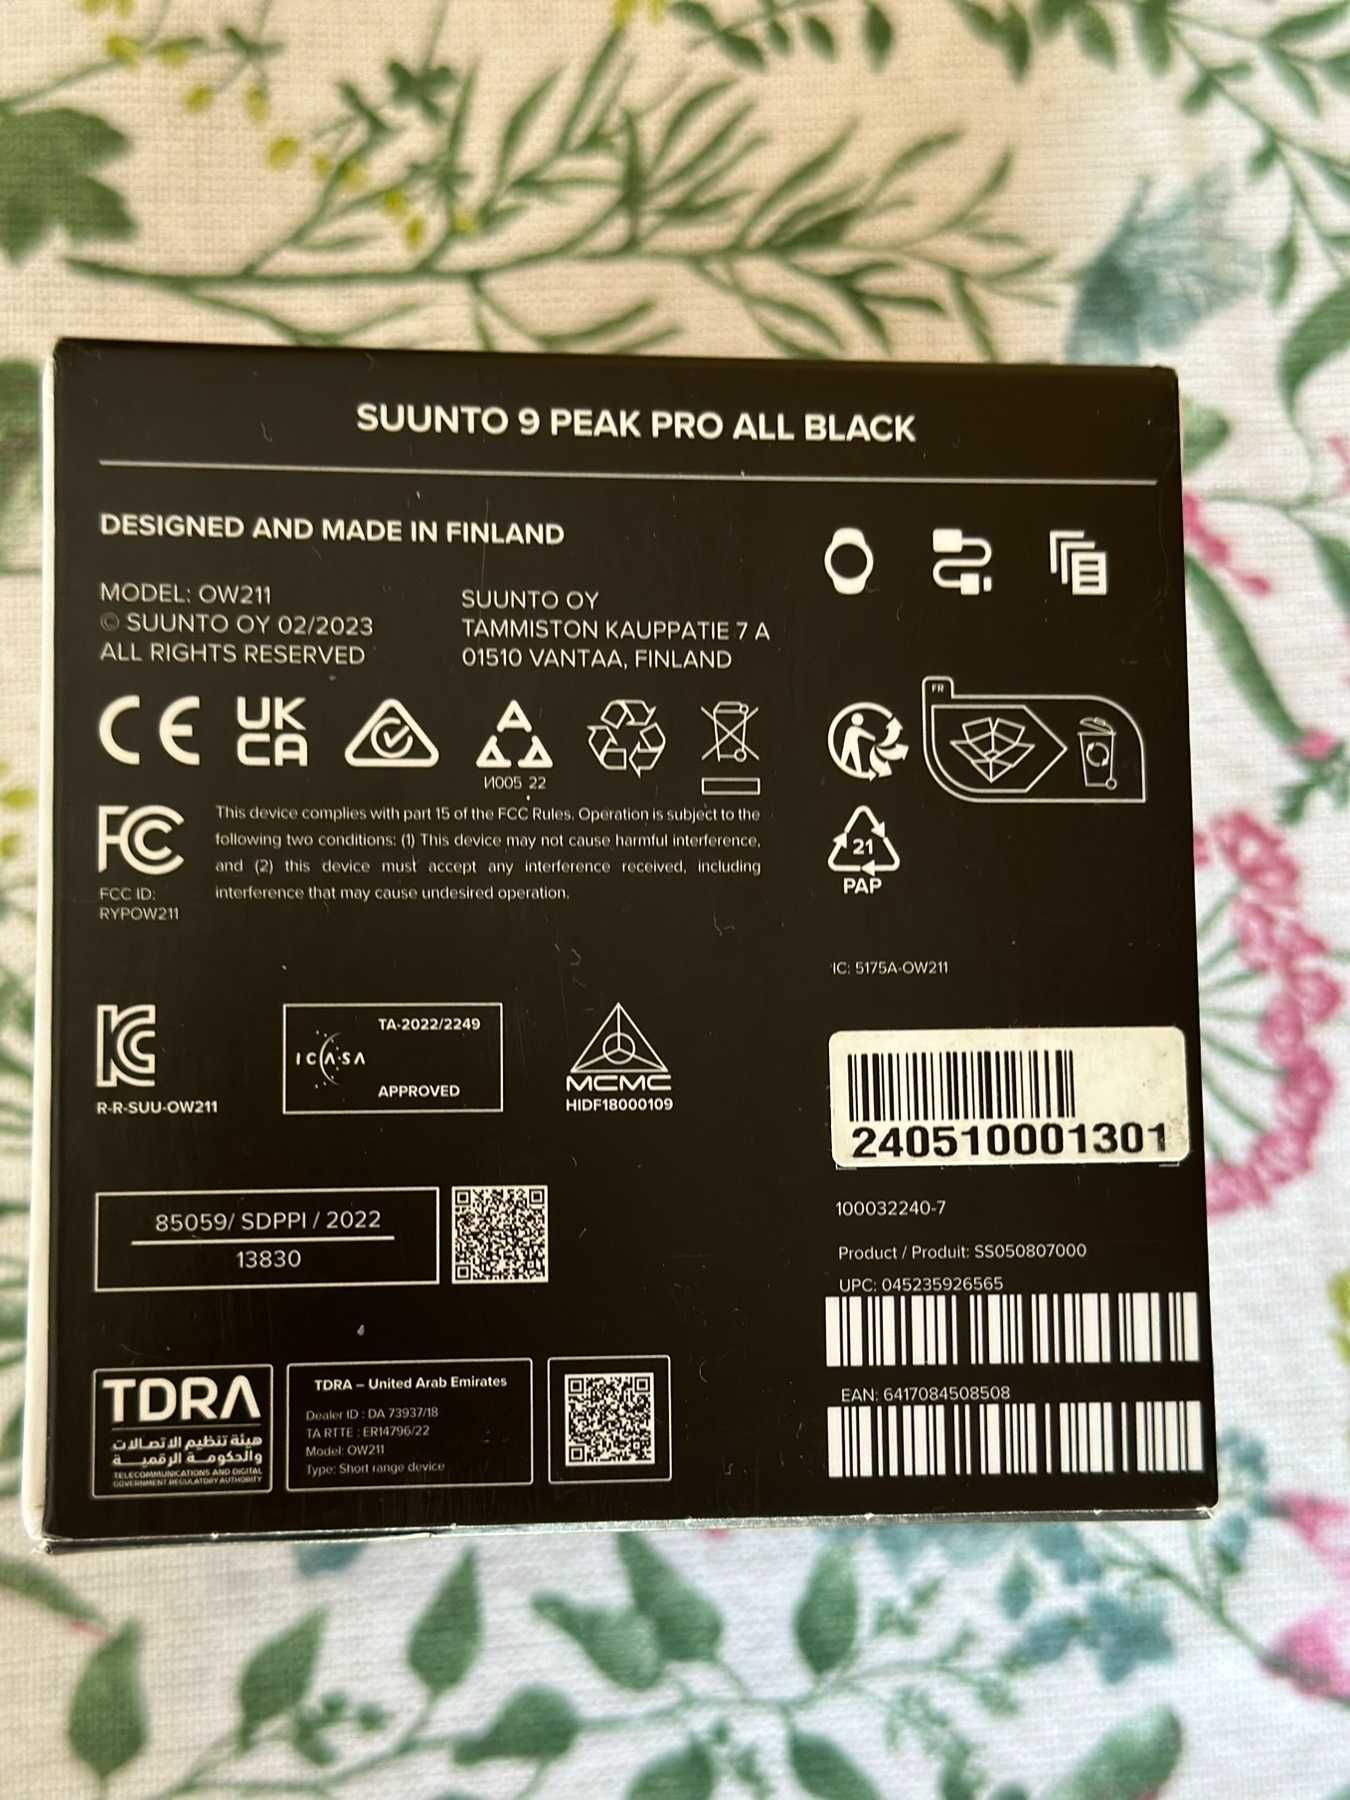 SUUNTO 9 PEAK PRO ALL BLACK
DESIGNED AND MADE IN FINLAND
MODEL: OW211
© SUUNTO OY 02/2023
ALL RIGHTS RESERVED
SUUNTO OY
TAMMISTON KAUPPATIE 7 A
01510 VANTAA, FINLAND
CE
UK
CA
A
И005 22
FR
FC
FCC ID:
RYPOW211
This device complies with part 15 of the FCC Rules. Operation is subject to the
following two conditions: (1) This device may not cause harmful interference,
and (2) this device must accept any interference received, including
interference that may cause undesired operation.
21
PAP
IC: 5175A-OW211
R-R-SUU-OW211
ICASA
TA-2022/2249
APPROVED
MCMC
HIDF18000109
240510001301
100032240-7
Product / Produit: SS050807000
UPC: 045235926565
EAN: 6417084508508
85059/ SDPPI / 2022
13830
TDRA
هيئة تنظيم الاتصالات
والحكومة الرقمية
TELECOMMUNICATIONS AND DIGITAL
GOVERNMENT REGULATORY AUTHORITY
TDRA – United Arab Emirates
Dealer ID : DA 73937/18
TA RTTE : ER14796/22
Model: OW211
Type: Short range device